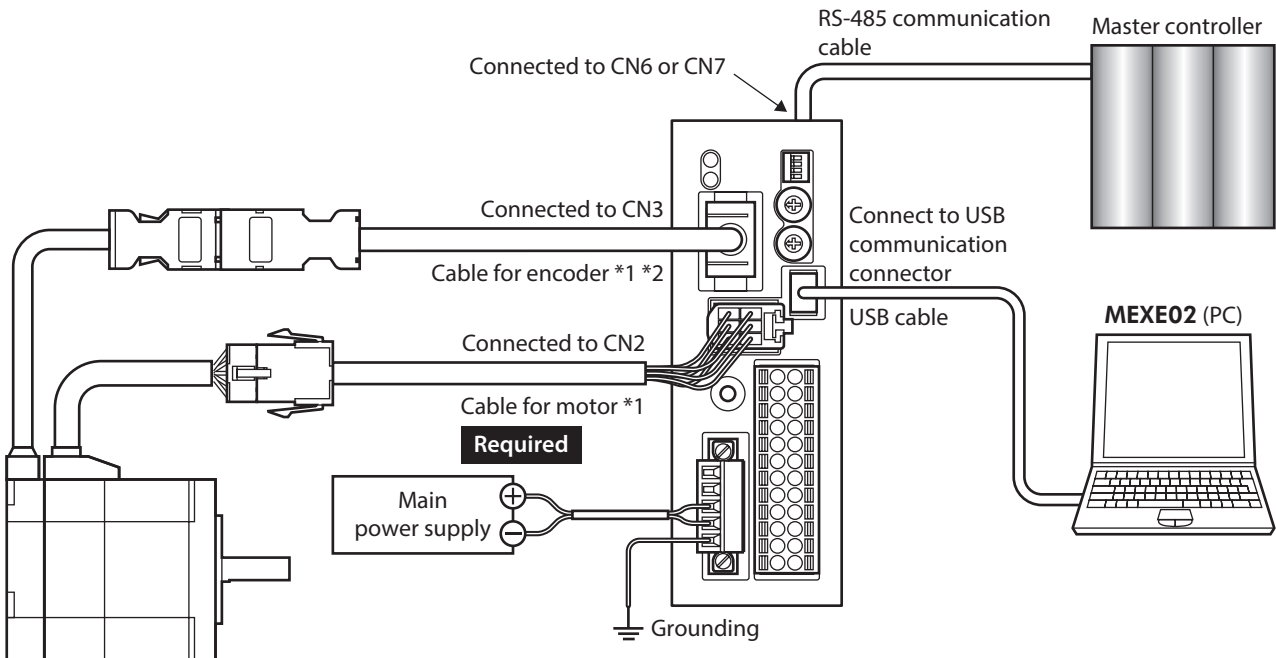 RS-485 communication
cable
Master controller
Connected to CN6 or CN7
Connected to CN3
Cable for encoder *1 *2
Connect to USB
communication
connector
USB cable
MEXE02 (PC)
Connected to CN2
Cable for motor *1
Required
Main
power supply
Grounding